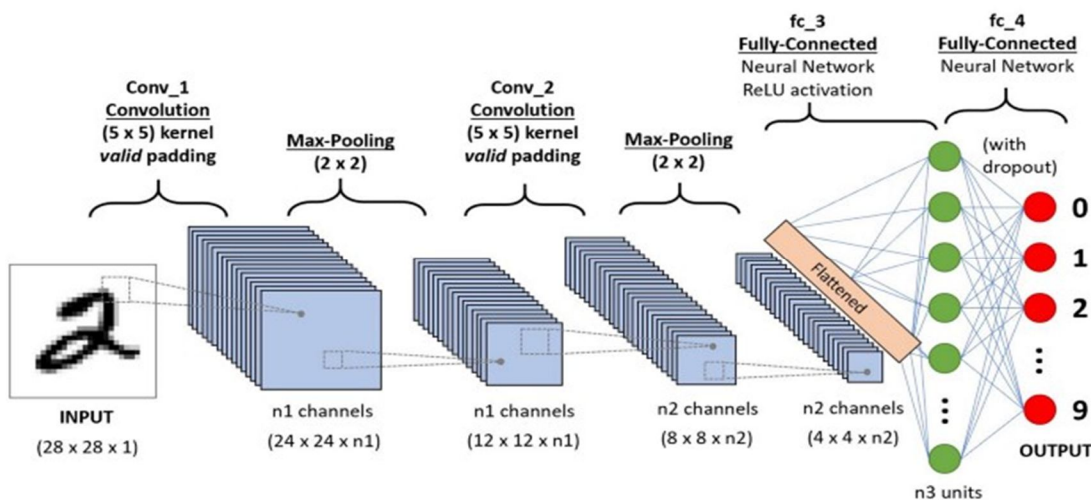 fc_3
Fully-Connected
Neural Network
ReLU activation
fc_4
Fully-Connected
Neural Network
Conv_1
Convolution
(5 x 5) kernel
valid padding
Max-Pooling
(2 x 2)
Conv_2
Convolution
(5 x 5) kernel
valid padding
Max-Pooling
(2 x 2)
(with
dropout)
Flattened
0
1
2
9
INPUT
(28 x 28 x 1)
n1 channels
(24 x 24 x n1)
n1 channels
(12 x 12 x n1)
n2 channels
(8 x 8 x n2)
n2 channels
(4 x 4 x n2)
OUTPUT
n3 units